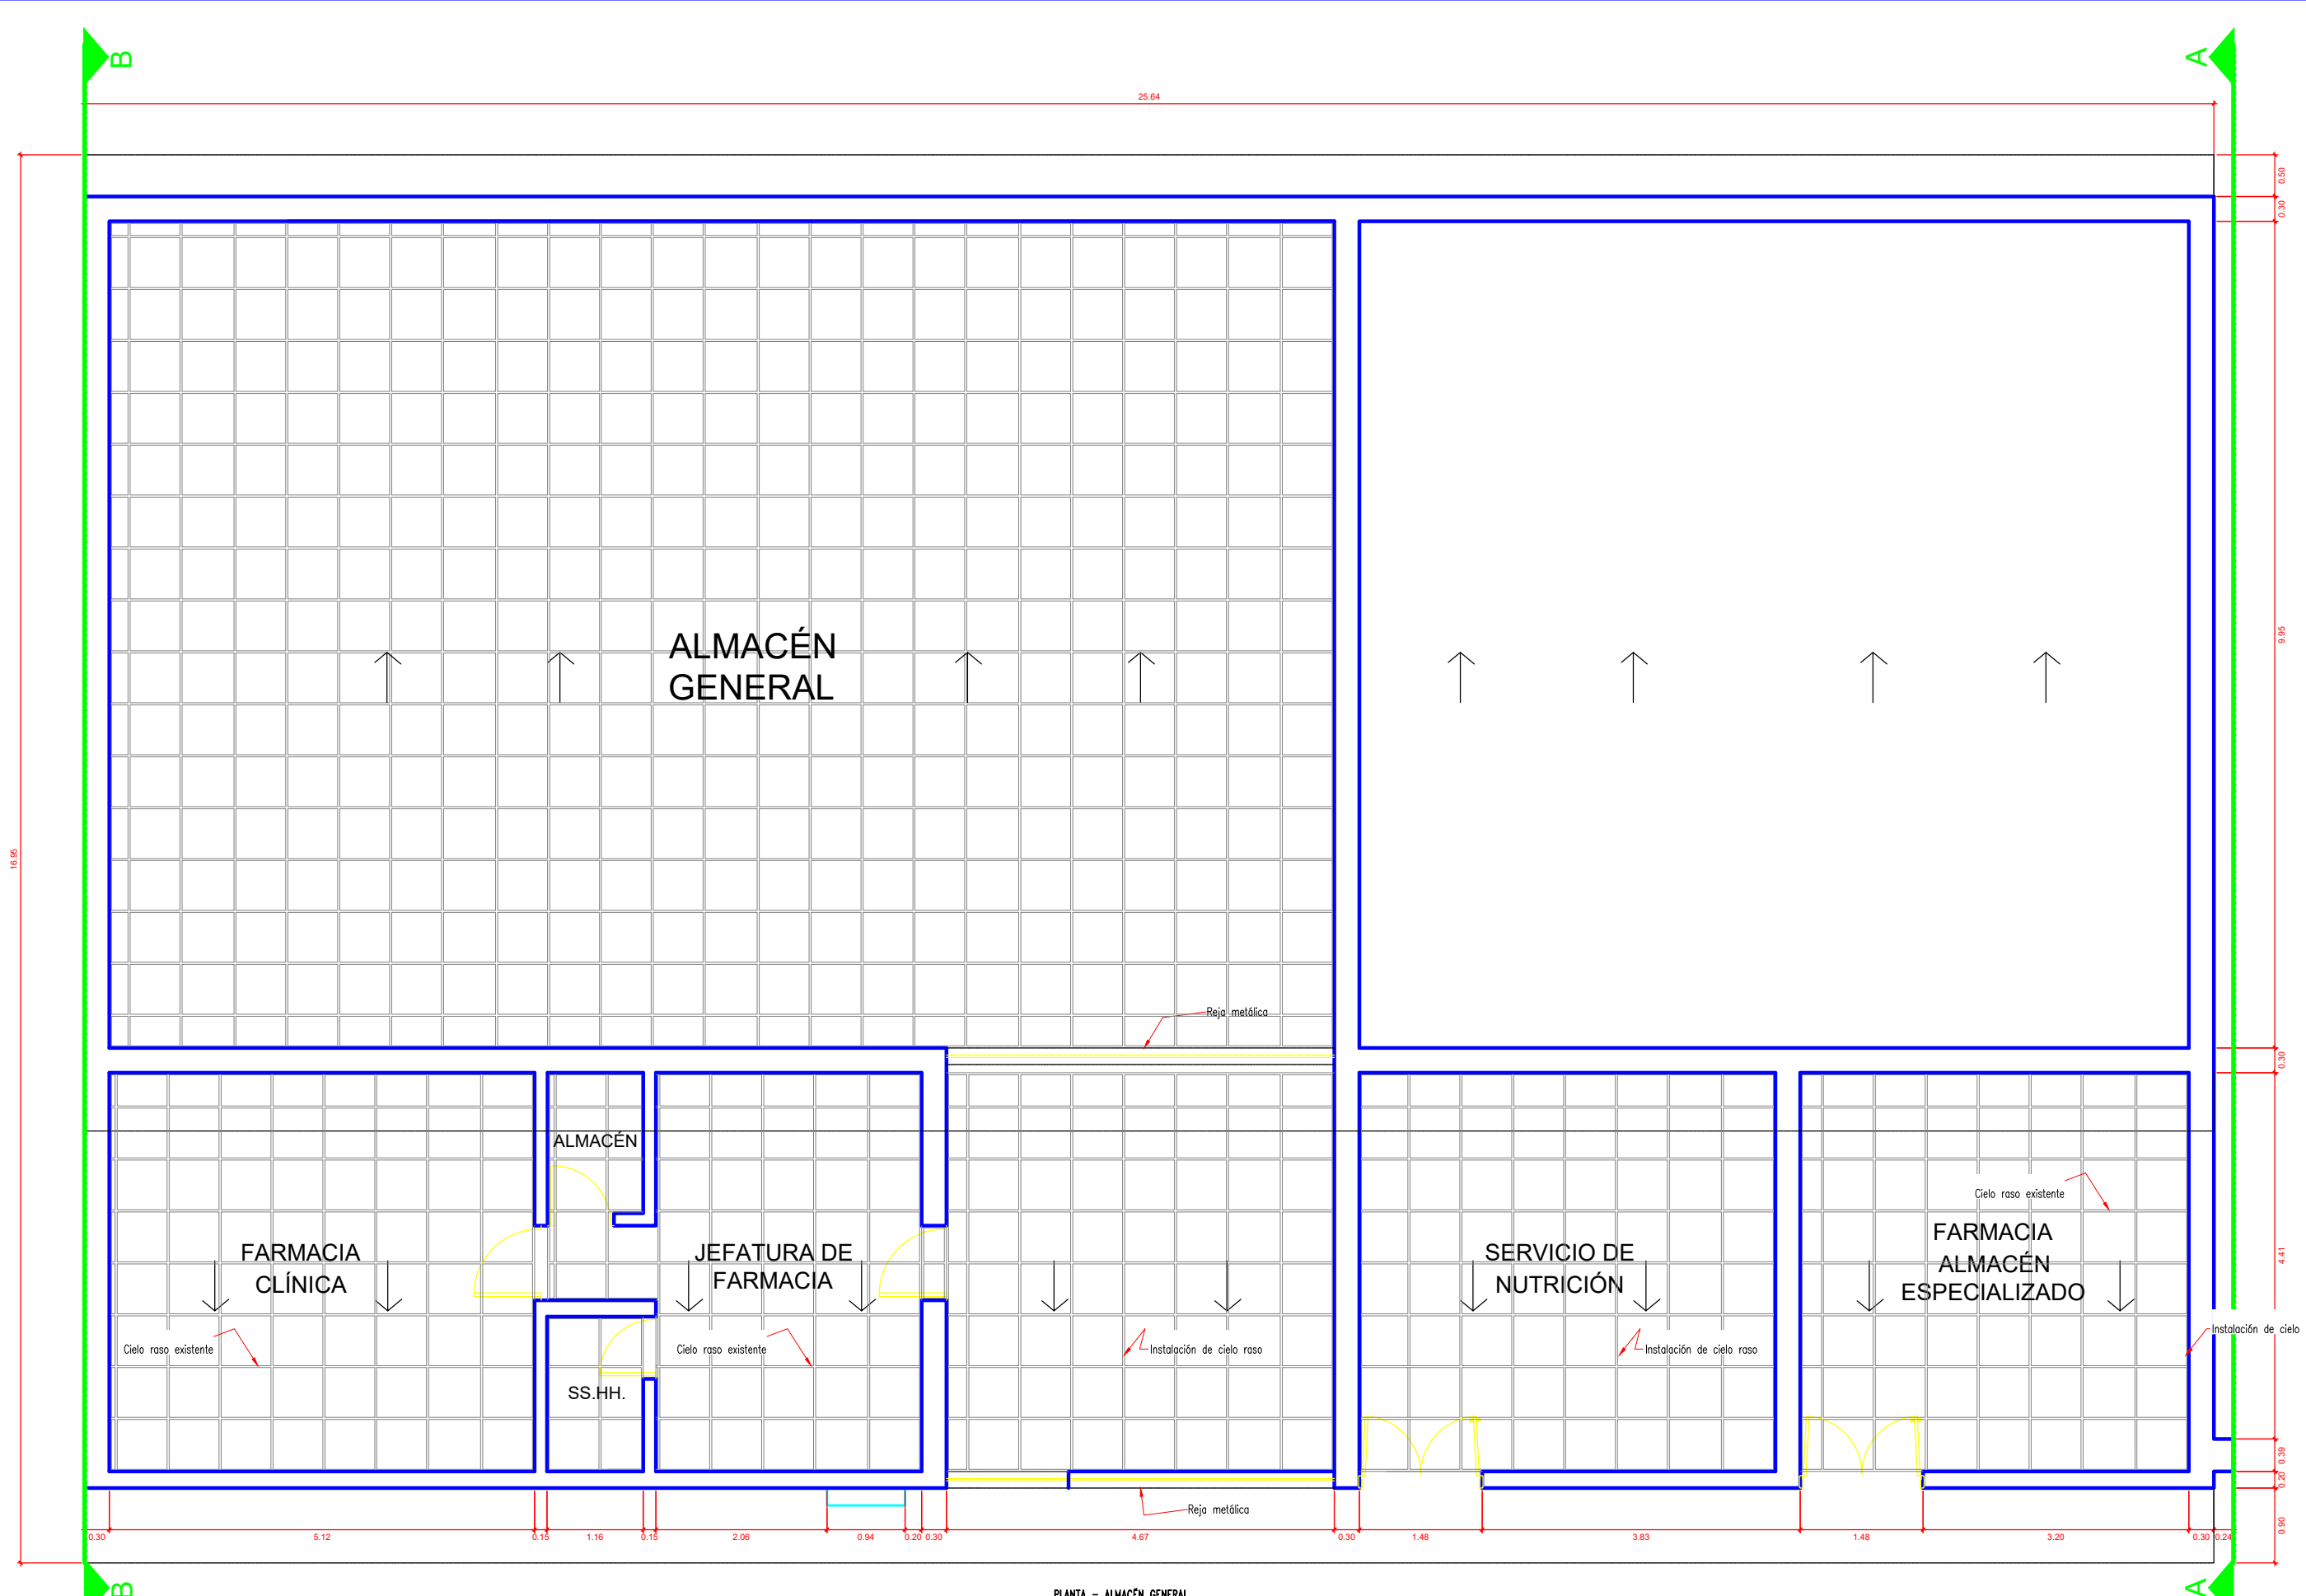 B
A
25.64
0.50
0.30
16.95
9.95
ALMACÉN
GENERAL
Reja metálica
0.30
ALMACÉN
FARMACIA
CLÍNICA
JEFATURA DE
FARMACIA
SERVICIO DE
NUTRICIÓN
Cielo raso existente
FARMACIA
ALMACÉN
ESPECIALIZADO
4.41
Cielo raso existente
Cielo raso existente
Instalación de cielo raso
Instalación de cielo raso
Instalación de cielo
SS.HH.
0.39
0.20
Reja metálica
0.30
5.12
0.15
1.16
0.15
2.06
0.94
0.20
0.30
4.67
0.30
1.48
3.83
1.48
3.20
0.30
0.24
0.90
B
A
PLANTA - ALMACÉN GENERAL